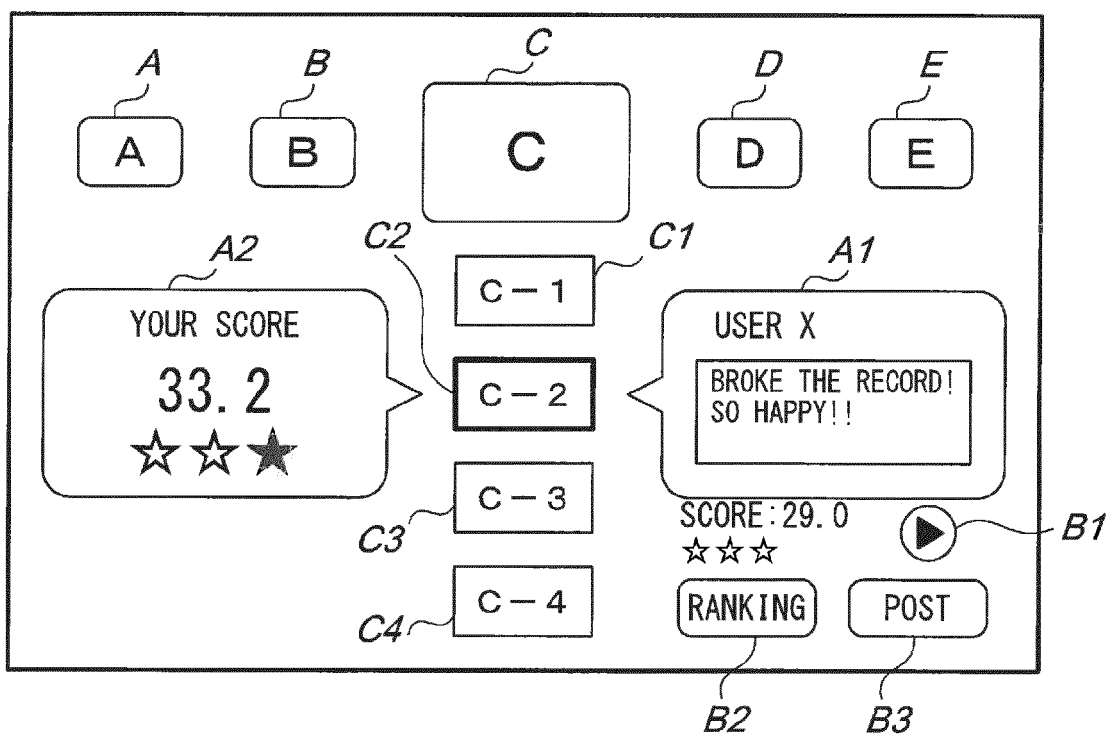 A
B
C
D
E
A
B
C
D
E
C2
C1
C-1
A2
A1
YOUR SCORE
33.2
☆☆★
C-2
USER X
BROKE THE RECORD!
SO HAPPY!!
C-3
C3
SCORE:29.0
☆☆☆
B1
C-4
C4
RANKING
POST
B2
B3